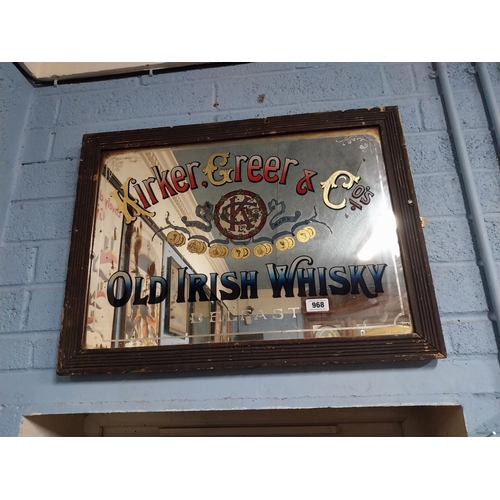 Kirker, Greer & Co's
KG
OLD IRISH WHISKY
968
BELFAST